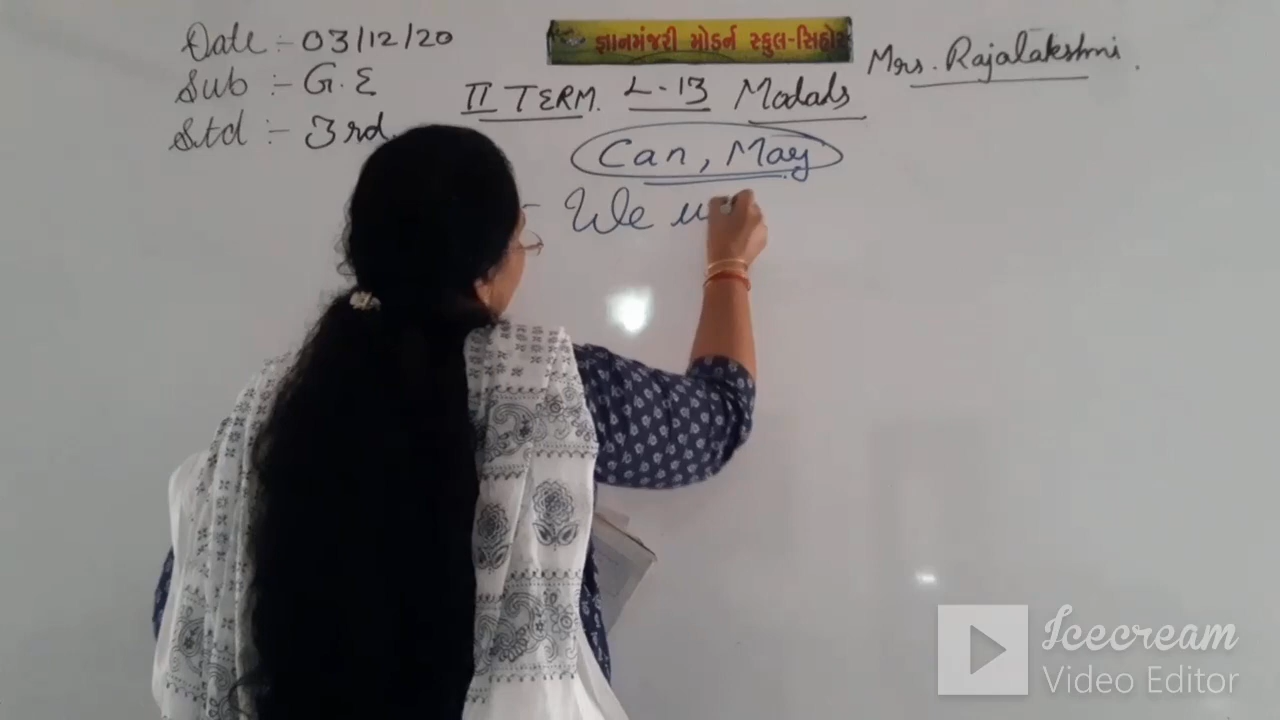 Date :- 03/12/20
જ્ઞાનમંજરી મોડર્ન સ્કુલ-સિહોર
Mrs. Rajalakshmi.
Sub :- G.E
II TERM. L-13 Modals
Std :- 3rd.
Can, May
- We u
Icecream
Video Editor